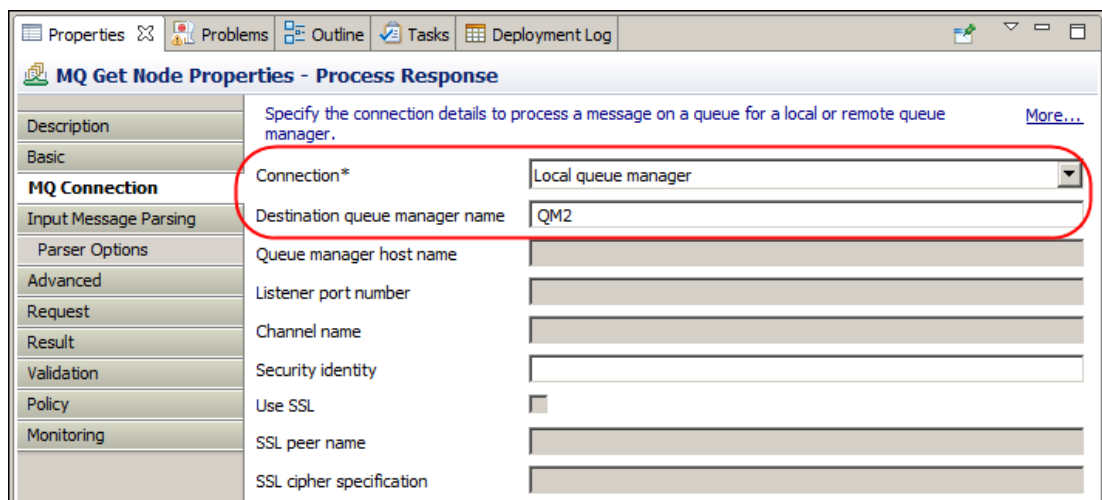 Properties Problems Outline Tasks Deployment Log
MQ Get Node Properties - Process Response
Description
Basic
MQ Connection
Input Message Parsing
Parser Options
Advanced
Request
Result
Validation
Policy
Monitoring
Specify the connection details to process a message on a queue for a local or remote queue
manager.
More...
Connection* Local queue manager
Destination queue manager name QM2
Queue manager host name
Listener port number
Channel name
Security identity
Use SSL
SSL peer name
SSL cipher specification